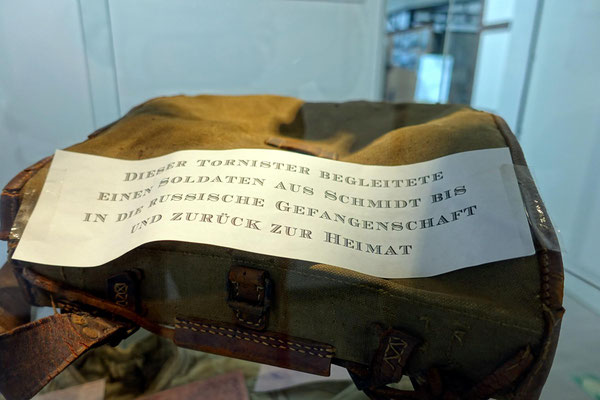 Dieser Tornister begleitete
einen Soldaten aus Schmidt bis
in die russische Gefangenschaft
und zurück zur Heimat